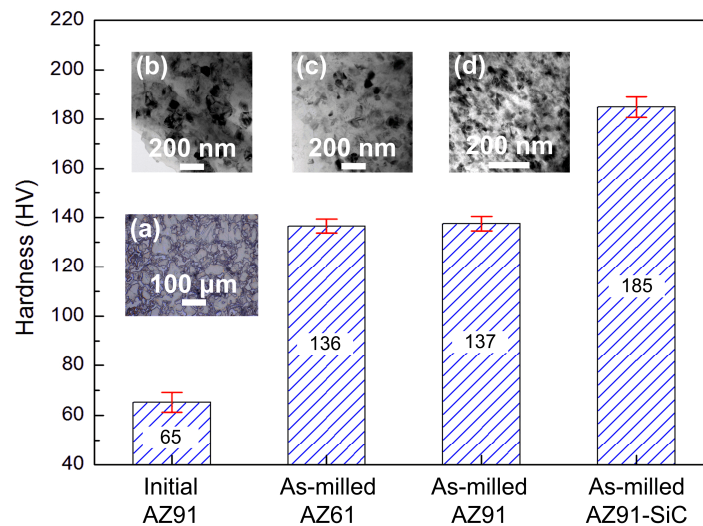 220
200
180
160
140
120
100
80
60
40
Hardness (HV)
(b)
200 nm
(c)
200 nm
(d)
200 nm
(a)
100 µm
65
136
137
185
Initial
AZ91
As-milled
AZ61
As-milled
AZ91
As-milled
AZ91-SiC